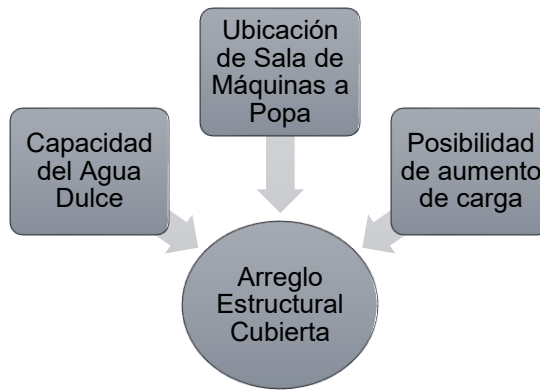 Ubicación
de Sala de
Máquinas a
Popa
Capacidad
del Agua
Dulce
Posibilidad
de aumento
de carga
Arreglo
Estructural
Cubierta